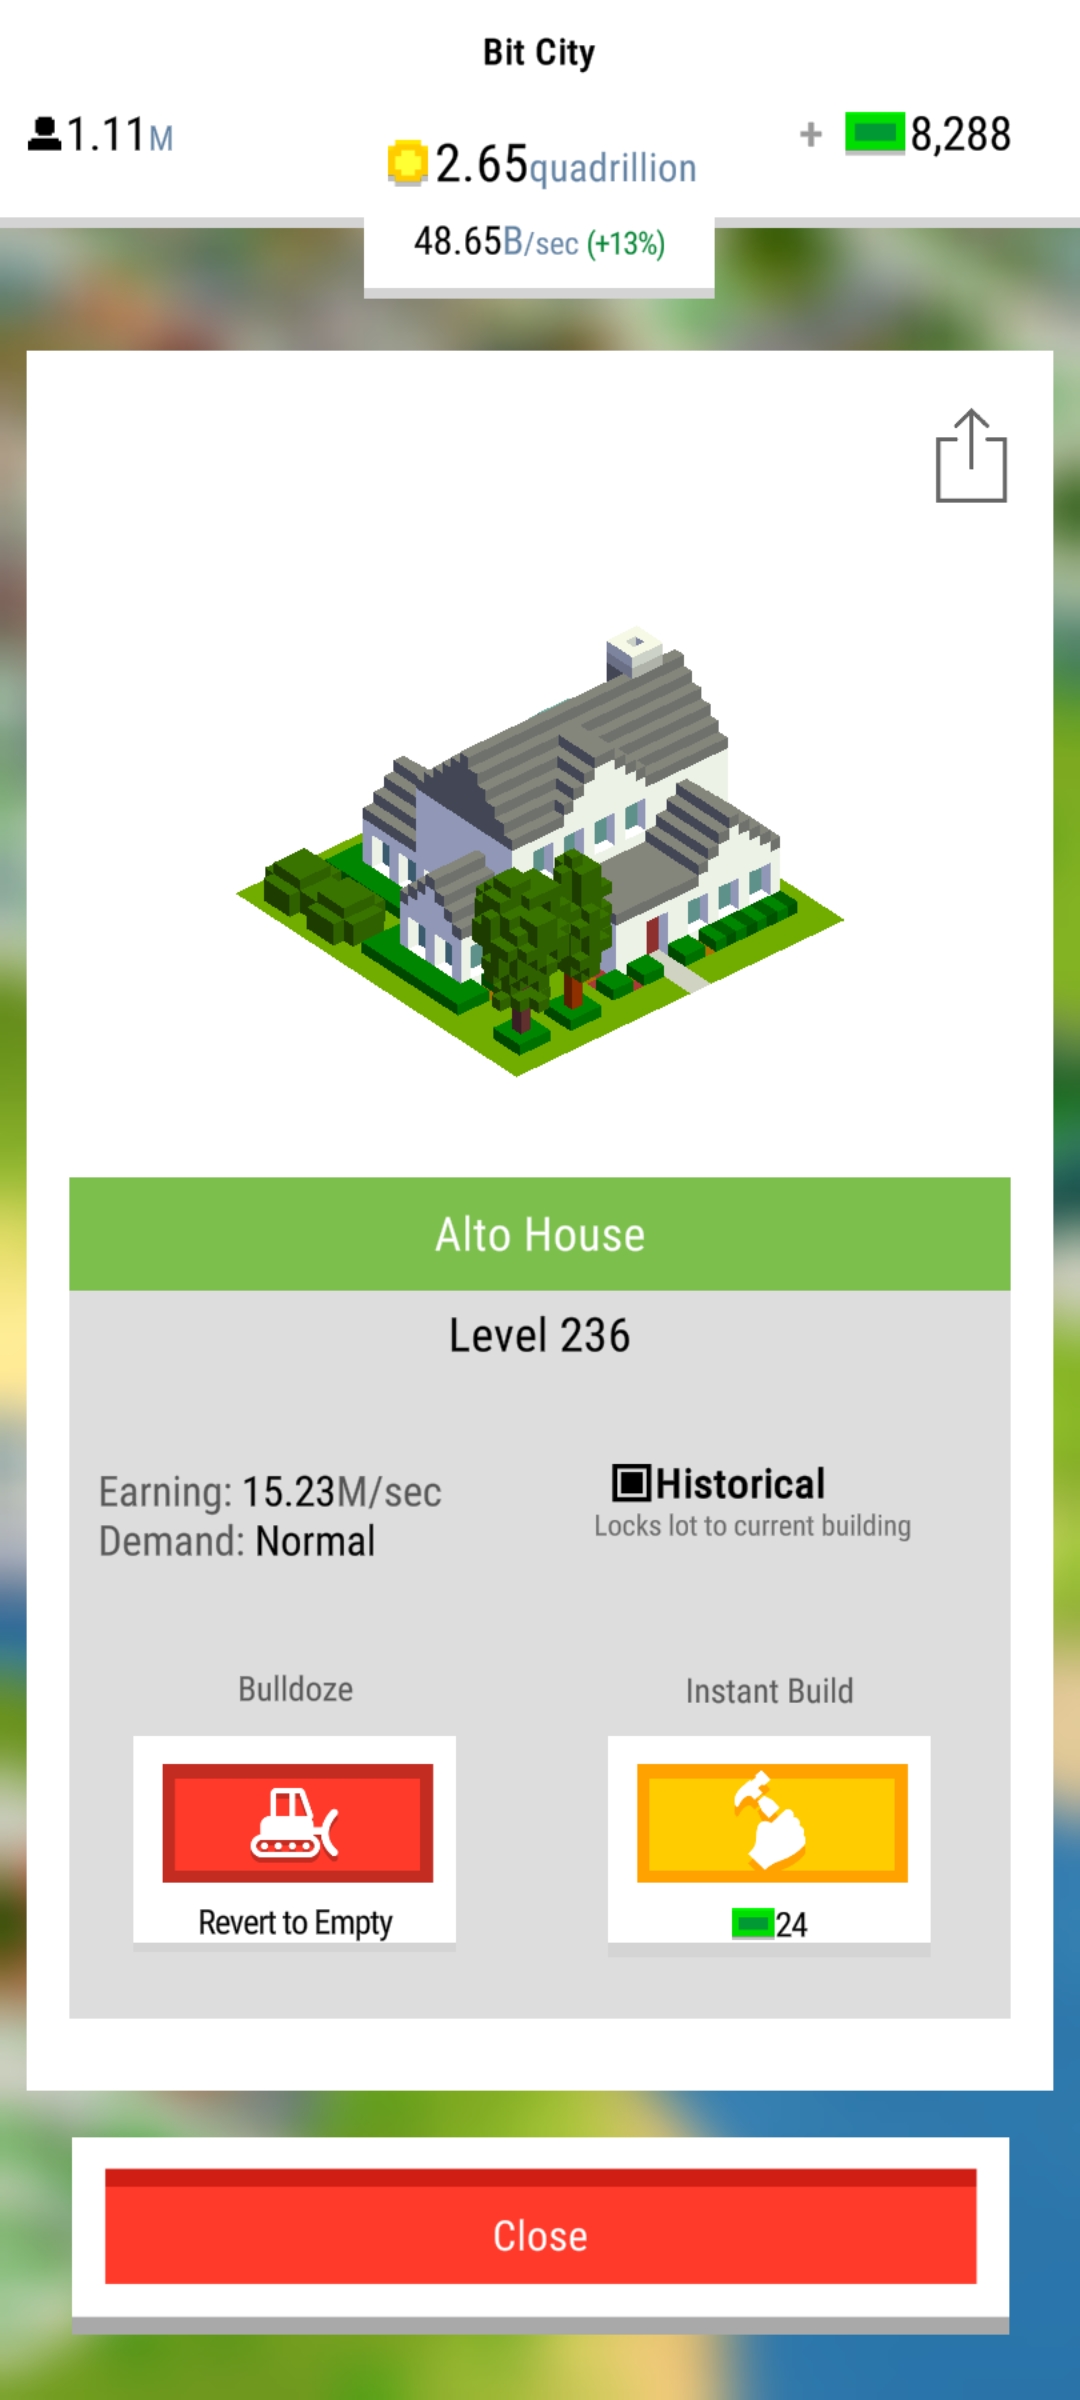 Bit City
1.11M
2.65quadrillion
+ 8,288
48.65B/sec (+13%)
Alto House
Level 236
Earning: 15.23M/sec
Demand: Normal
Historical
Locks lot to current building
Bulldoze
Instant Build
Revert to Empty
24
Close